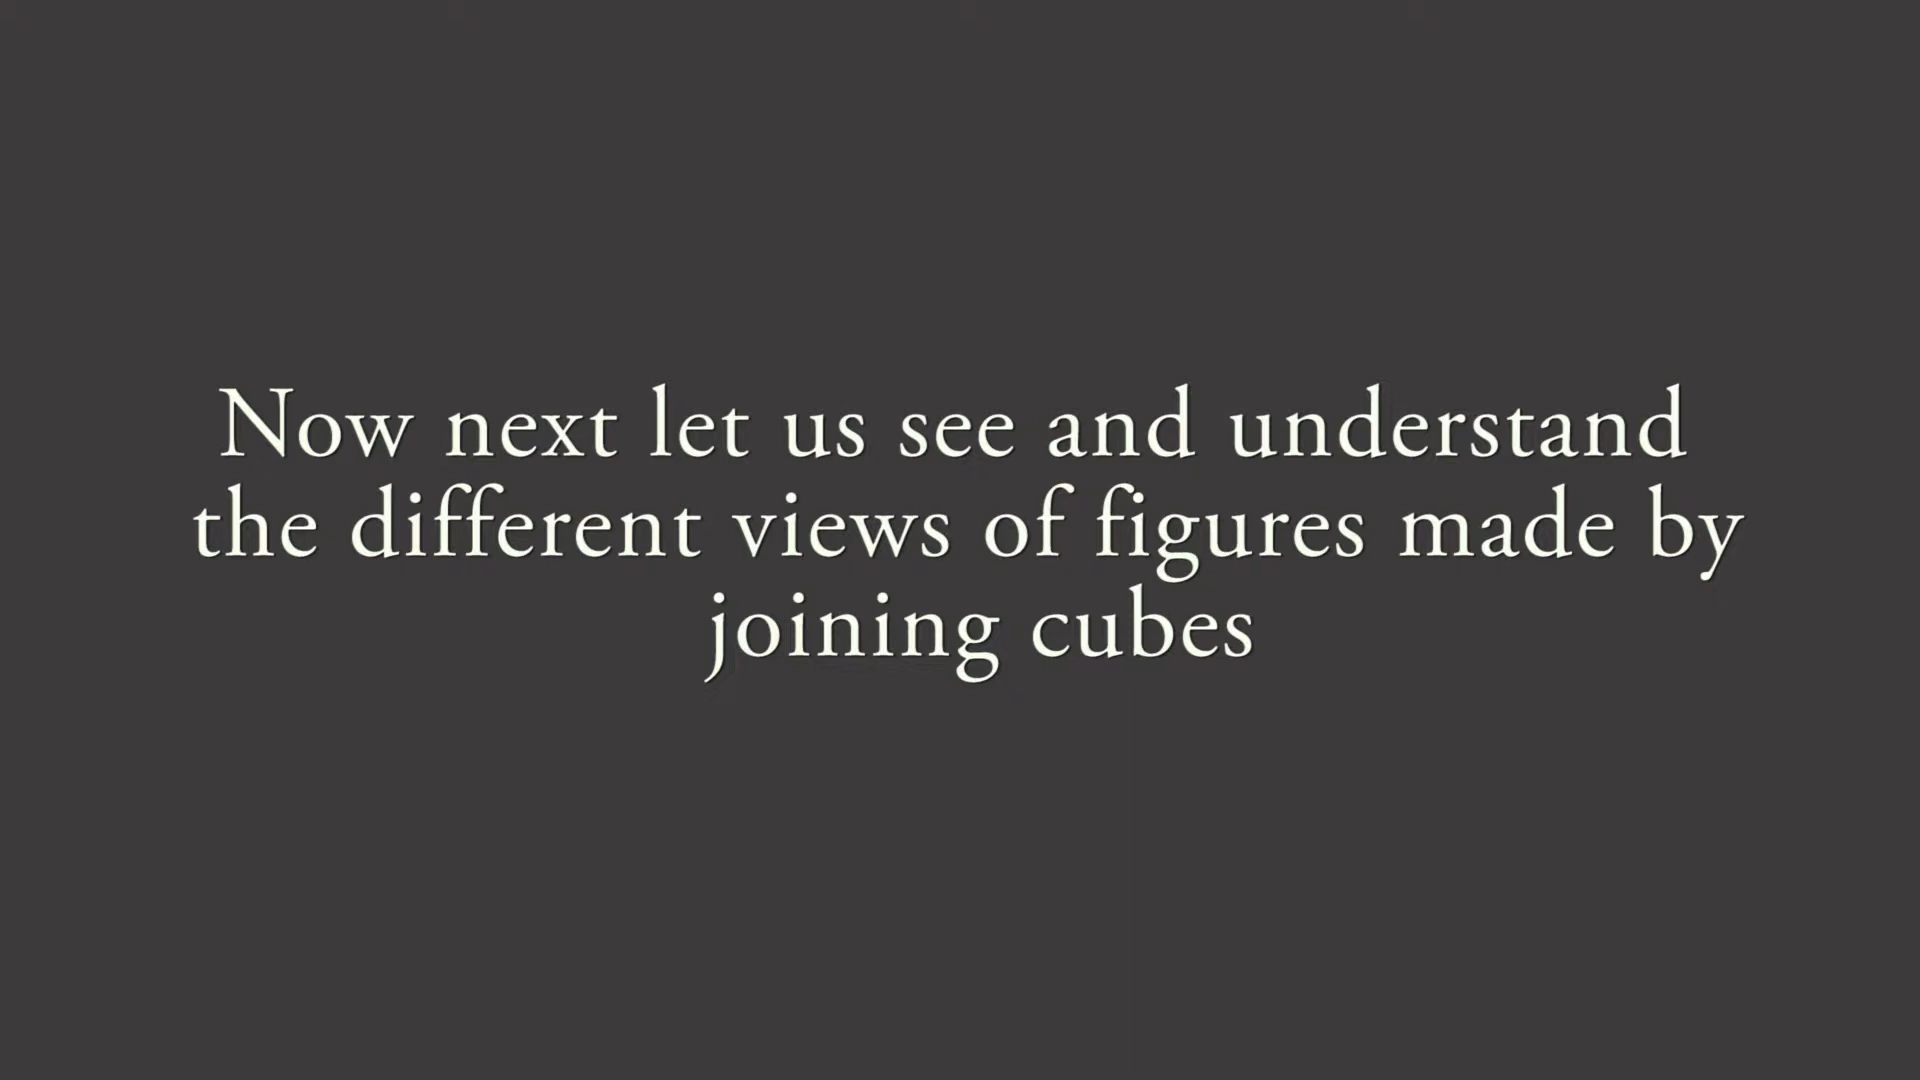 Now next let us see and understand
the different views of figures made by
joining cubes